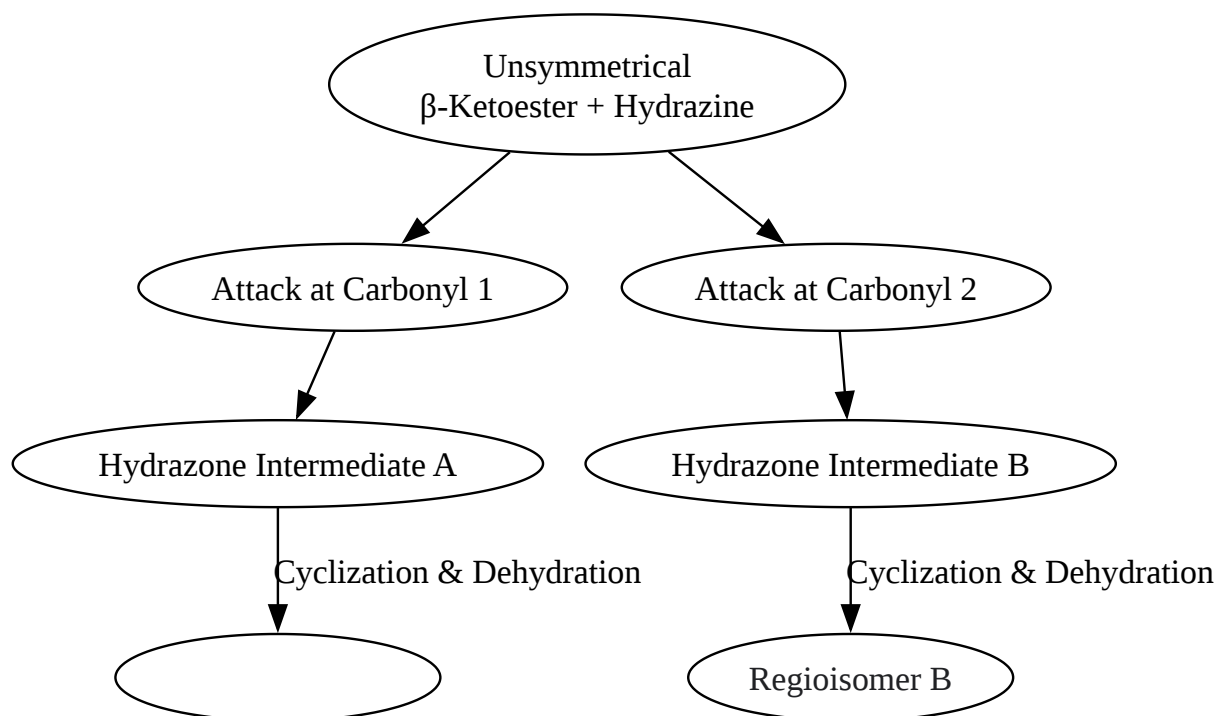 Unsymmetrical
β-Ketoester + Hydrazine
Attack at Carbonyl 1
Attack at Carbonyl 2
Hydrazone Intermediate A
Hydrazone Intermediate B
Cyclization & Dehydration
Cyclization & Dehydration
Regioisomer B